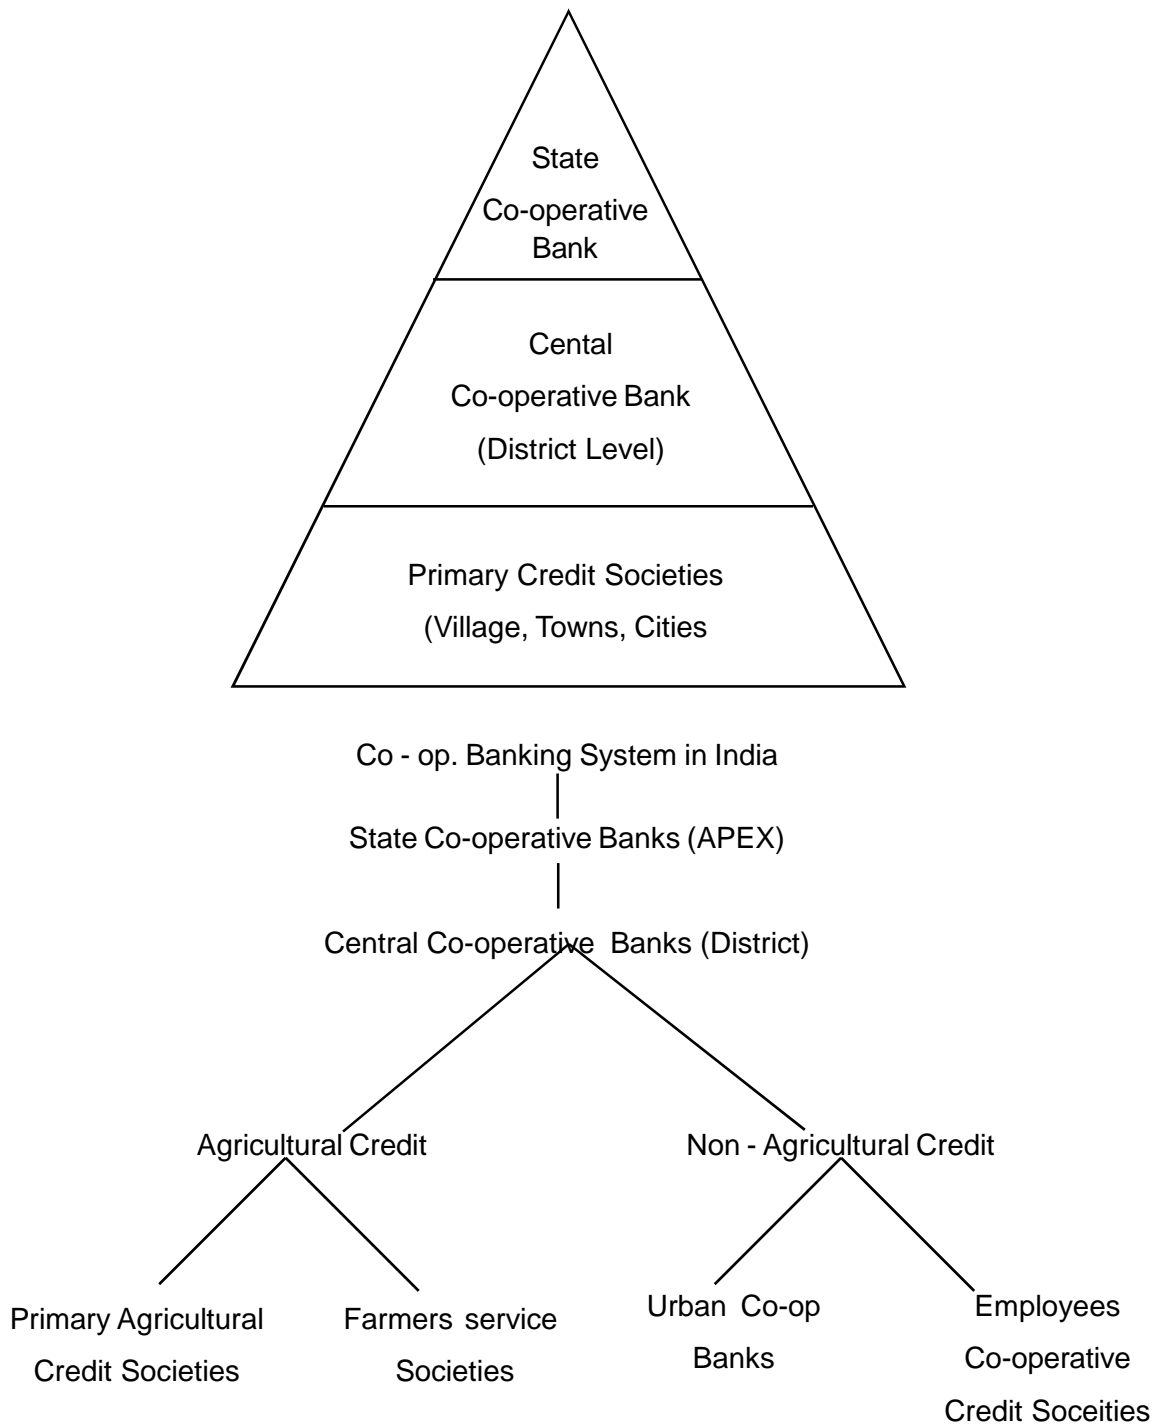 State
Co-operative
Bank
Cental
Co-operative Bank
(District Level)
Primary Credit Societies
(Village, Towns, Cities
Co - op. Banking System in India
State Co-operative Banks (APEX)
Central Co-operative Banks (District)
Agricultural Credit
Non - Agricultural Credit
Primary Agricultural
Credit Societies
Farmers service
Societies
Urban Co-op
Banks
Employees
Co-operative
Credit Soceities